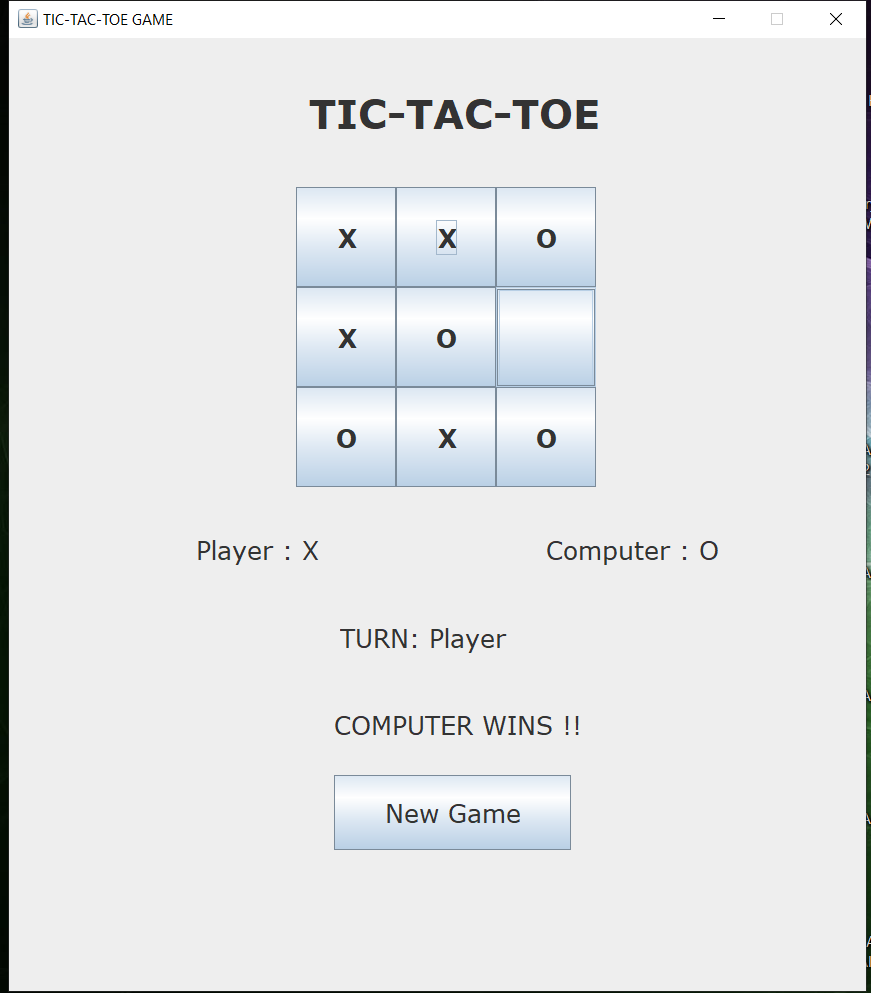 TIC-TAC-TOE GAME
TIC-TAC-TOE
X X O
X O
O X O
Player : X Computer : O
TURN: Player
COMPUTER WINS !!
New Game